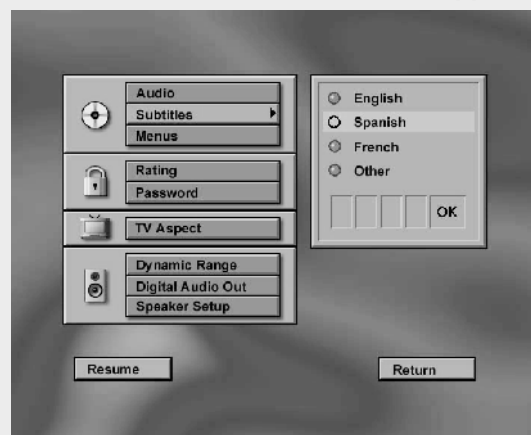 Audio
Subtitles
Menus
Rating
Password
TV Aspect
Dynamic Range
Digital Audio Out
Speaker Setup
English
Spanish
French
Other
OK
Resume
Return